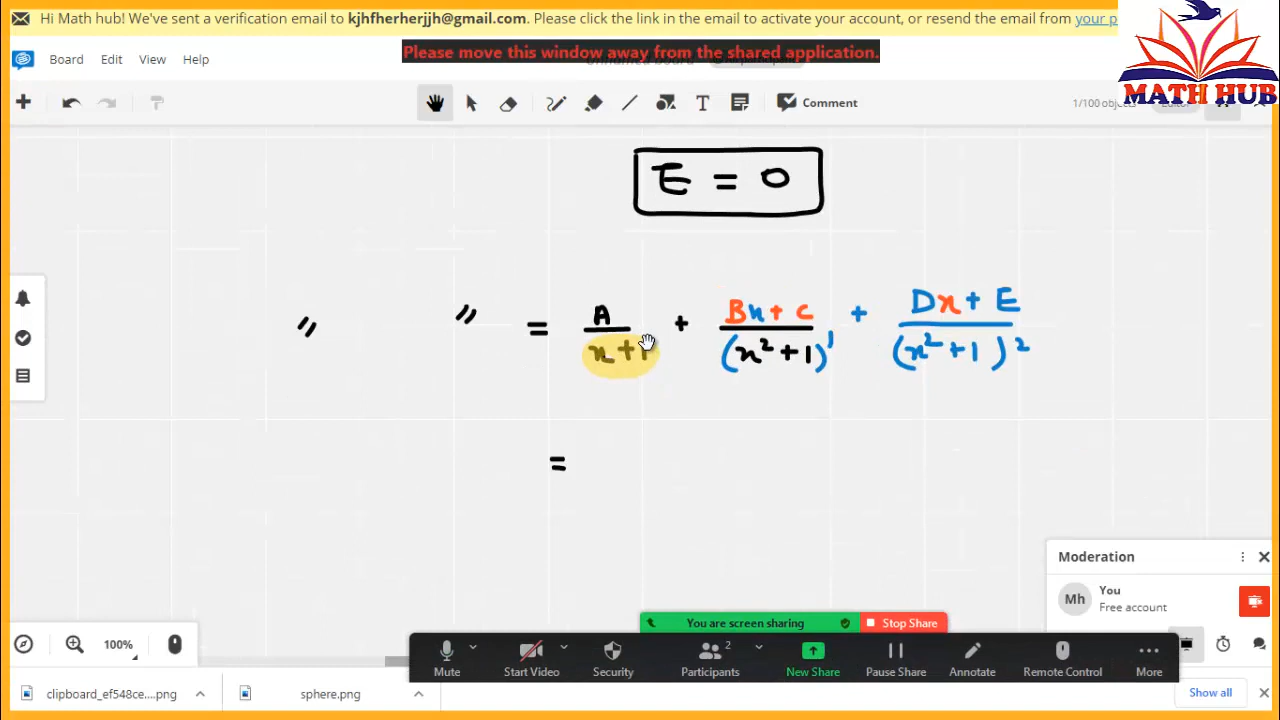 Hi Math hub! We've sent a verification email to kjhfherherjjh@gmail.com. Please click the link in the email to activate your account, or resend the email from your p
Please move this window away from the shared application.
MATH HUB
Board Edit View Help
Comment
1/100 objects
100%
E = 0
" " = A/(x+1) + (Bx + C)/(x² + 1)¹ + (Dx + E)/(x² + 1)²
=
Moderation
Mh You
Free account
You are screen sharing Stop Share
Mute Start Video Security Participants 2 New Share Pause Share Annotate Remote Control More
clipboard_ef548ce....png sphere.png Show all